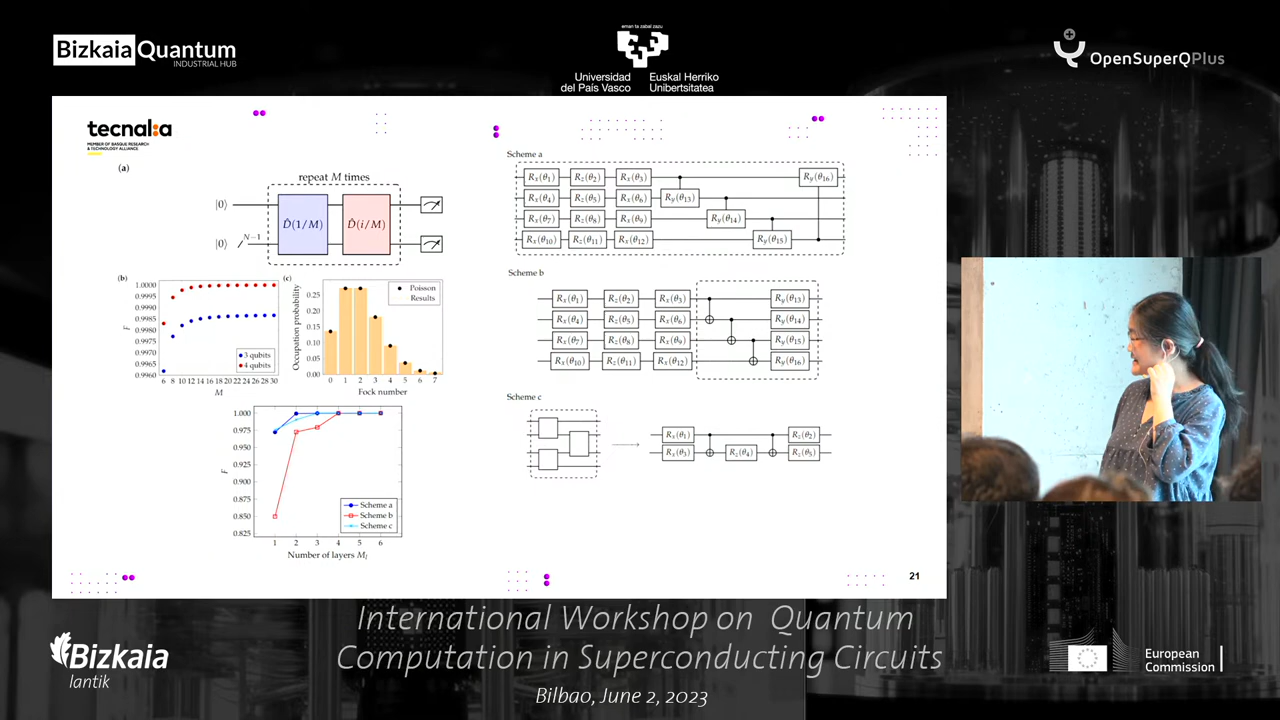 Bizkaia Quantum
INDUSTRIAL HUB
eman ta zabal zazu
Universidad
del País Vasco
Euskal Herriko
Unibertsitatea
OpenSuperQPlus
tecnal:a
MEMBER OF BASQUE RESEARCH
& TECHNOLOGY ALLIANCE
(a)
repeat M times
|0⟩
D̂(1/M)
D̂(i/M)
|0⟩
N−1
(b)
1.0000
0.9995
0.9990
0.9985
0.9980
0.9975
0.9970
0.9965
0.9960
F
3 qubits
4 qubits
6 8 10 12 14 16 18 20 22 24 26 28 30
M
(c)
Occupation probability
0.25
0.20
0.15
0.10
0.05
0.00
Poisson
Results
0 1 2 3 4 5 6 7
Fock number
1.000
0.975
0.950
0.925
0.900
0.875
0.850
0.825
F
Scheme a
Scheme b
Scheme c
1 2 3 4 5 6
Number of layers Mₗ
Scheme a
Rx(θ1) Rz(θ2) Rx(θ3) Ry(θ16)
Rx(θ4) Rz(θ5) Rx(θ6) Ry(θ13)
Rx(θ7) Rz(θ8) Rx(θ9) Ry(θ14)
Rx(θ10) Rz(θ11) Rx(θ12) Ry(θ15)
Scheme b
Rx(θ1) Rz(θ2) Rx(θ3) Ry(θ13)
Rx(θ4) Rz(θ5) Rx(θ6) Ry(θ14)
Rx(θ7) Rz(θ8) Rx(θ9) Ry(θ15)
Rx(θ10) Rz(θ11) Rx(θ12) Ry(θ16)
Scheme c
Rx(θ1) Rz(θ2)
Rx(θ3) Rz(θ4) Rz(θ5)
21
International Workshop on Quantum
Computation in Superconducting Circuits
Bilbao, June 2, 2023
Bizkaia
lantik
European
Commission